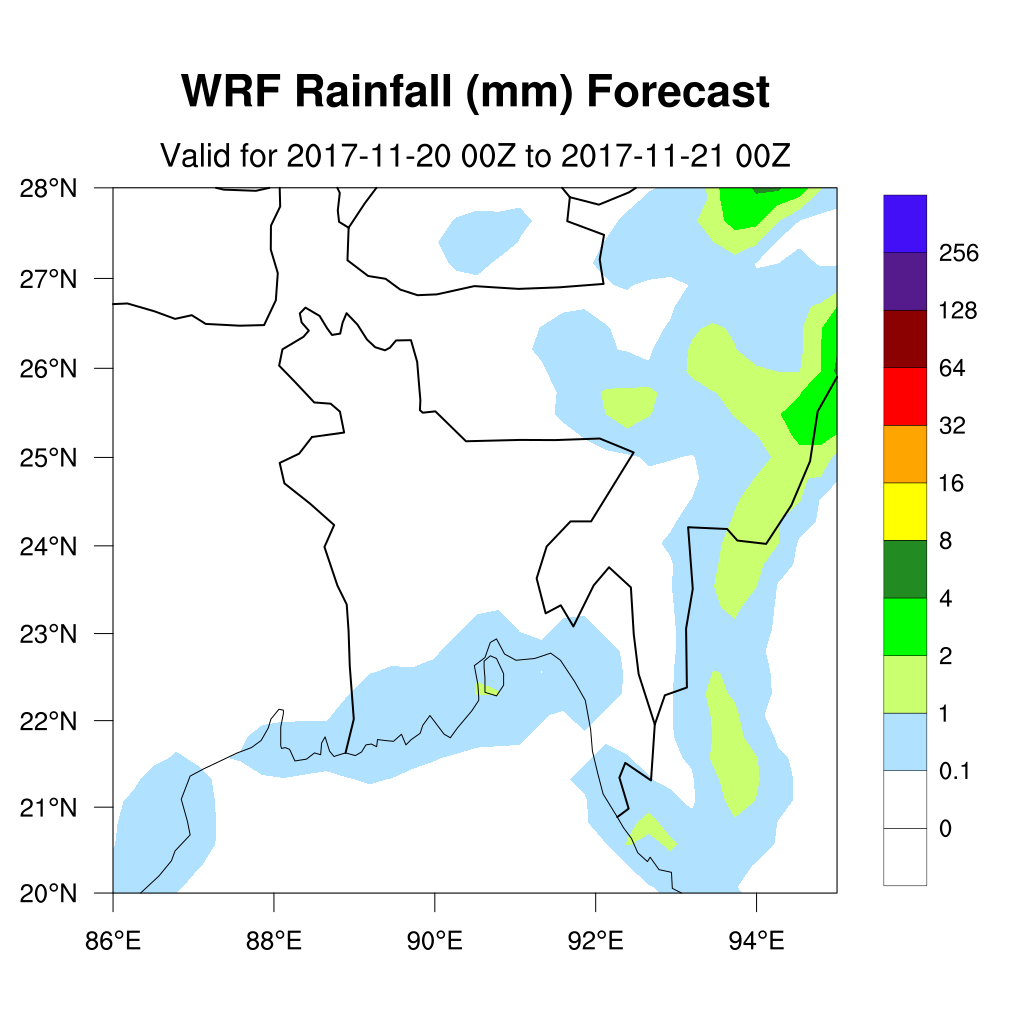 WRF Rainfall (mm) Forecast
Valid for 2017-11-20 00Z to 2017-11-21 00Z
28°N
27°N
26°N
25°N
24°N
23°N
22°N
21°N
20°N
86°E 88°E 90°E 92°E 94°E
256
128
64
32
16
8
4
2
1
0.1
0